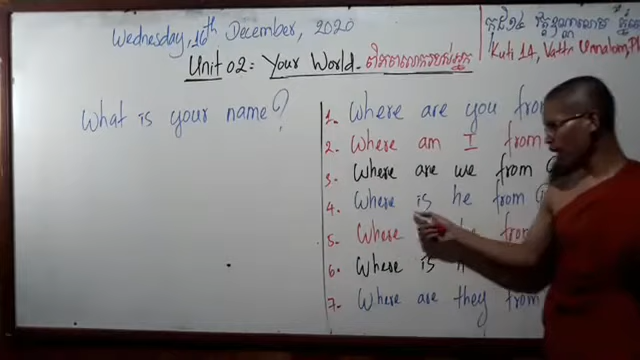 Wednesday, 16th December, 2020
Unit 02: Your World.
Kuti 14, Vatta Unnalom, Ph
What is your name?
1. Where are you from
2. Where am I from
3. Where are we from
4. Where is he from
5. Where
6. Where is
7. Where are they from